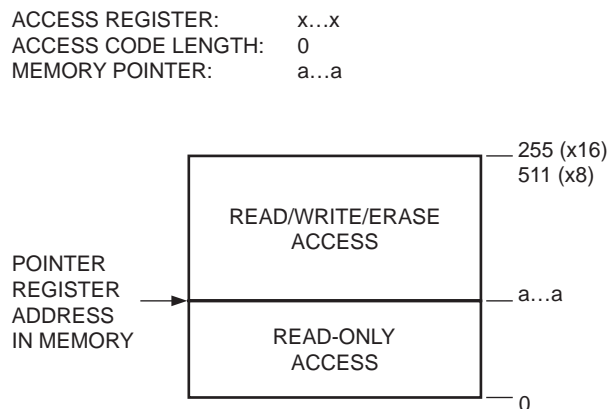 ACCESS REGISTER: x…x
ACCESS CODE LENGTH: 0
MEMORY POINTER: a…a
255 (x16)
511 (x8)
READ/WRITE/ERASE
ACCESS
POINTER
REGISTER
ADDRESS
IN MEMORY
a…a
READ-ONLY
ACCESS
0